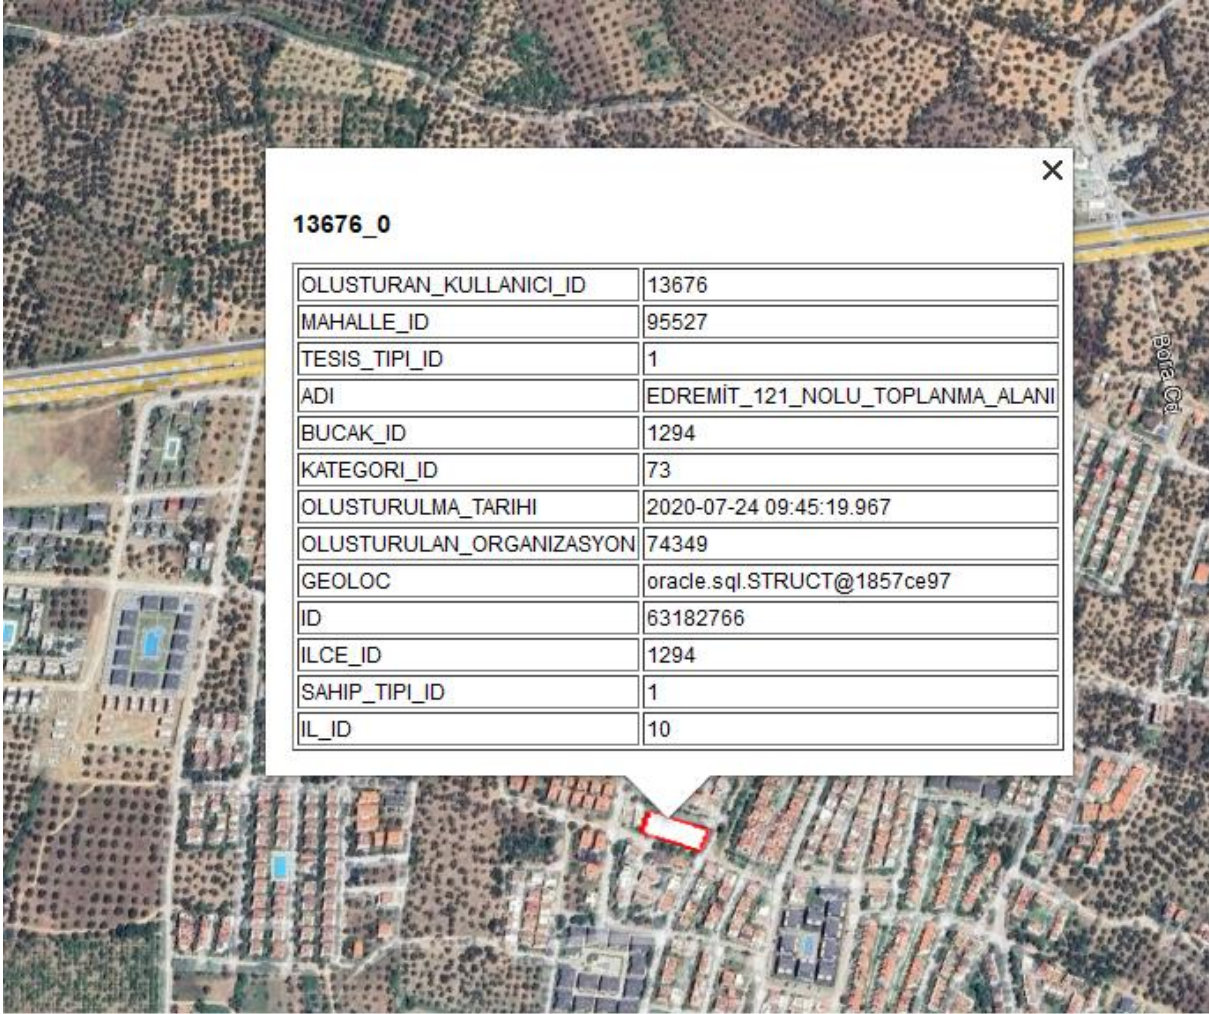 13676_0
OLUSTURAN_KULLANICI_ID 13676
MAHALLE_ID 95527
TESIS_TIPI_ID 1
ADI EDREMİT_121_NOLU_TOPLANMA_ALANI
BUCAK_ID 1294
KATEGORI_ID 73
OLUSTURULMA_TARIHI 2020-07-24 09:45:19.967
OLUSTURULAN_ORGANIZASYON 74349
GEOLOC oracle.sql.STRUCT@1857ce97
ID 63182766
ILCE_ID 1294
SAHIP_TIPI_ID 1
IL_ID 10
Bora Cd